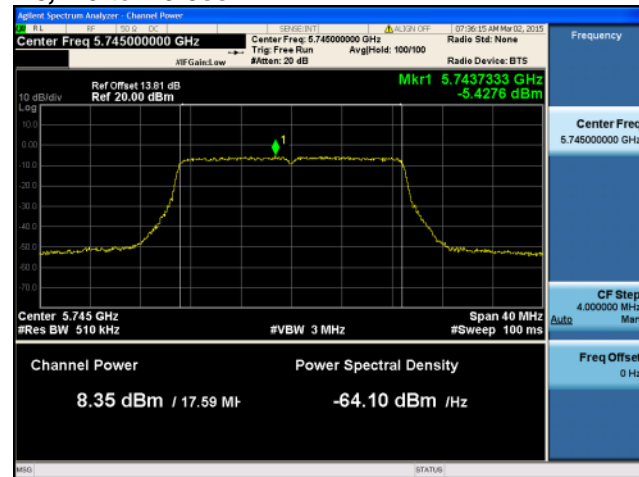 Agilent Spectrum Analyzer - Channel Power
RL RF 50 Ω DC SENSE:INT ALIGN OFF 07:36:15 AM Mar 02, 2015
Center Freq 5.745000000 GHz
Center Freq: 5.745000000 GHz
Radio Std: None
Trig: Free Run Avg|Hold: 100/100
#IFGain:Low #Atten: 20 dB Radio Device: BTS
Frequency
Mkr1 5.7437333 GHz
-5.4276 dBm
Ref Offset 13.81 dB
10 dB/div Ref 20.00 dBm
Log
10.0
0.00
-10.0
-20.0
-30.0
-40.0
-50.0
-60.0
-70.0
1
Center 5.745 GHz Span 40 MHz
#Res BW 510 kHz #VBW 3 MHz #Sweep 100 ms
Channel Power Power Spectral Density
8.35 dBm / 17.59 MH -64.10 dBm /Hz
Center Freq
5.745000000 GHz
CF Step
4.000000 MHz
Auto Man
Freq Offset
0 Hz
MSG STATUS